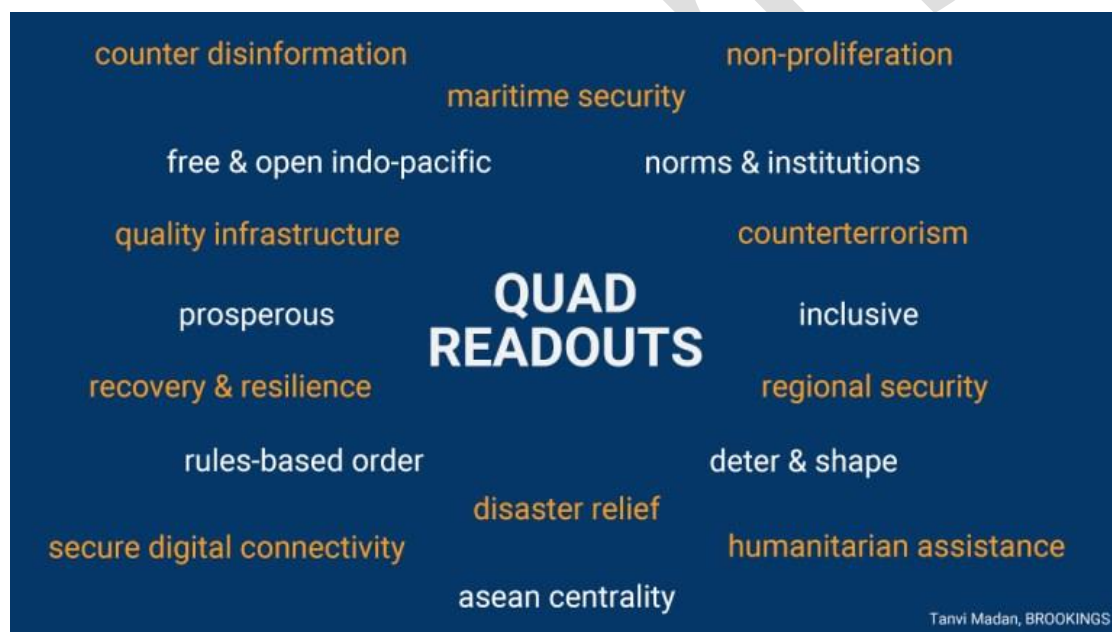 counter disinformation
non-proliferation
maritime security
free & open indo-pacific
norms & institutions
quality infrastructure
counterterrorism
QUAD
READOUTS
prosperous
inclusive
recovery & resilience
regional security
rules-based order
deter & shape
disaster relief
secure digital connectivity
humanitarian assistance
asean centrality
Tanvi Madan, BROOKINGS